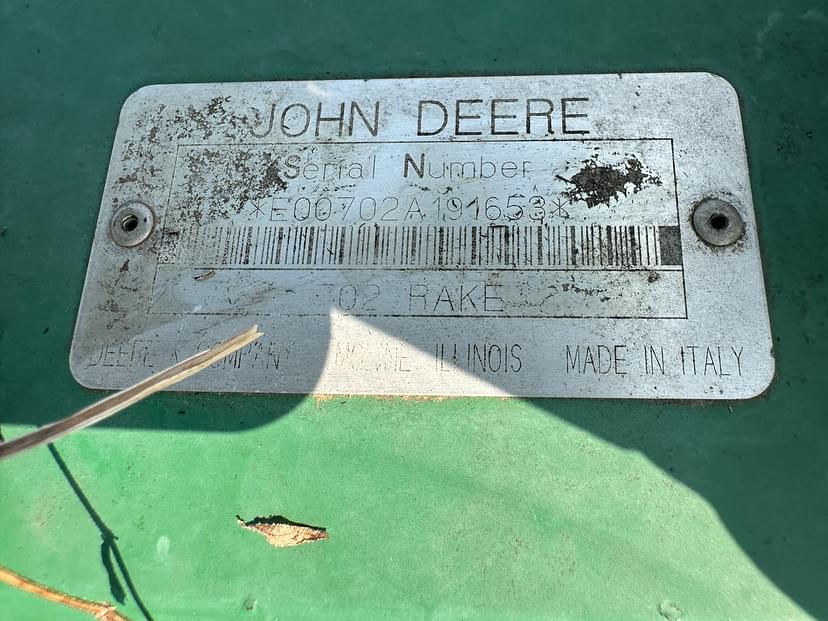 JOHN DEERE
Serial Number
*E00702A191653*
702 RAKE
DEERE & COMPANY MOLINE ILLINOIS MADE IN ITALY